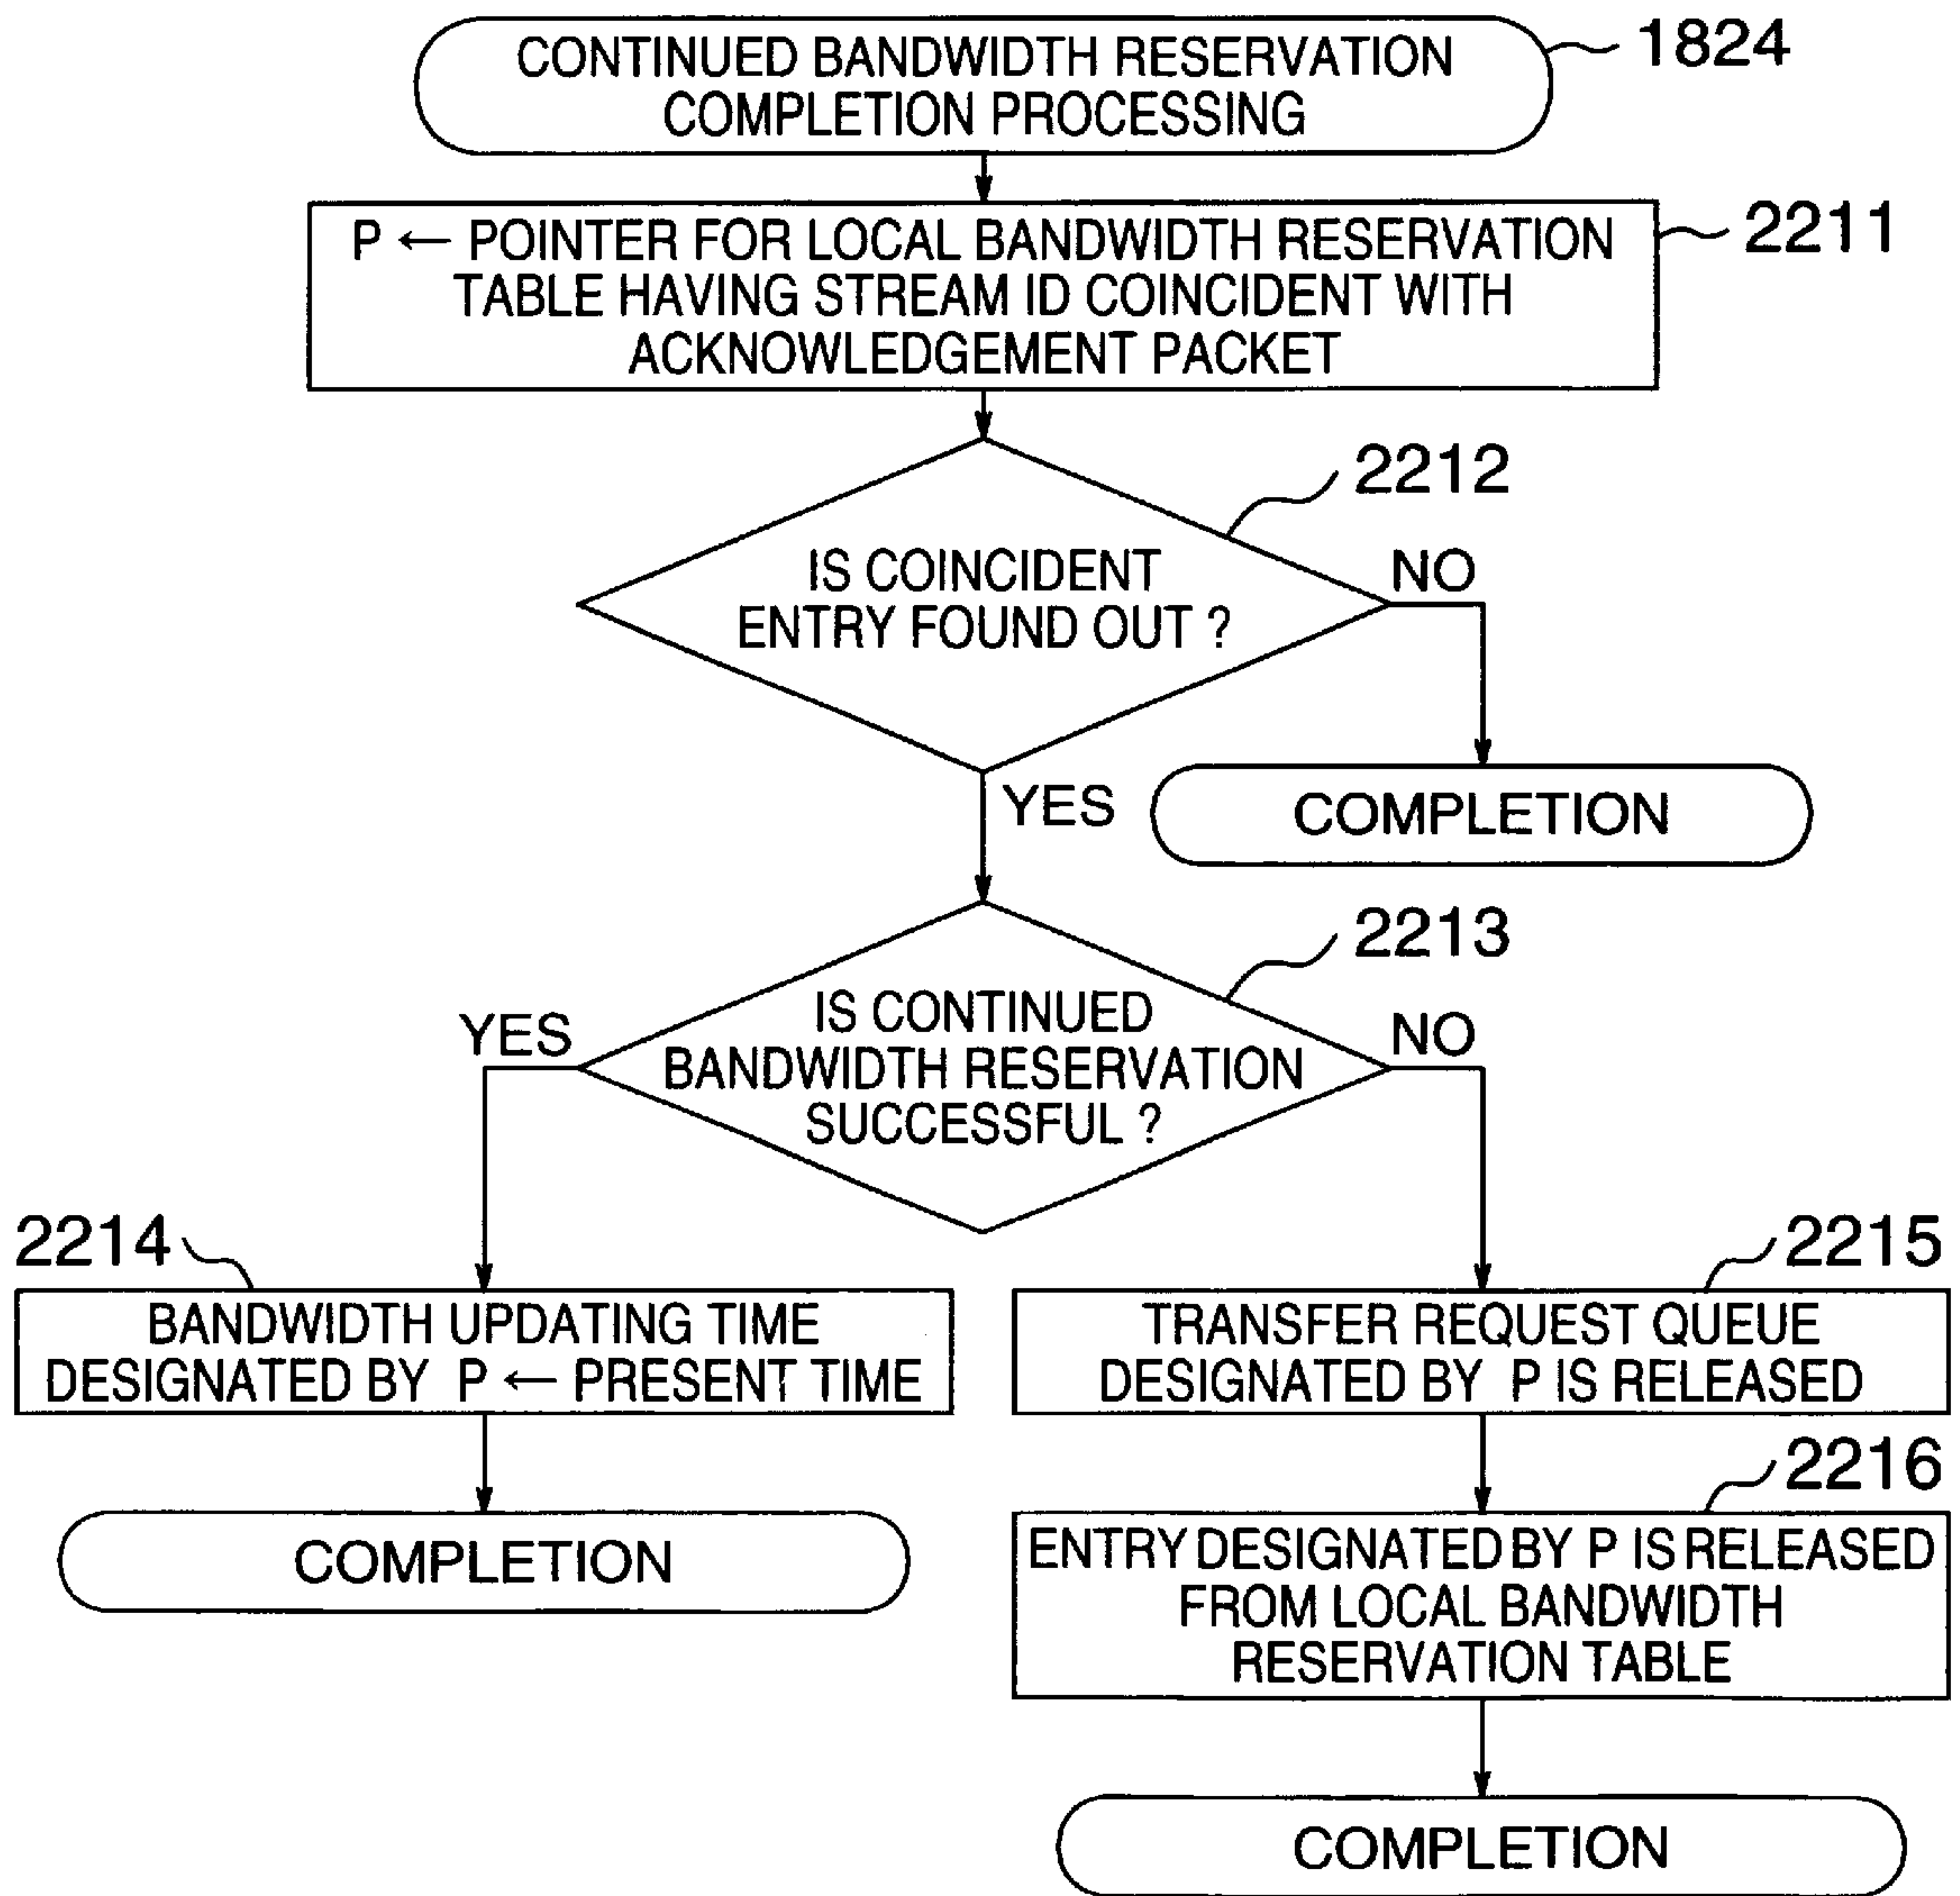 CONTINUED BANDWIDTH RESERVATION
COMPLETION PROCESSING
1824
P ← POINTER FOR LOCAL BANDWIDTH RESERVATION
TABLE HAVING STREAM ID COINCIDENT WITH
ACKNOWLEDGEMENT PACKET
2211
2212
IS COINCIDENT
ENTRY FOUND OUT ?
NO
YES
COMPLETION
2213
IS CONTINUED
BANDWIDTH RESERVATION
SUCCESSFUL ?
YES
NO
2214
BANDWIDTH UPDATING TIME
DESIGNATED BY P ← PRESENT TIME
COMPLETION
2215
TRANSFER REQUEST QUEUE
DESIGNATED BY P IS RELEASED
2216
ENTRY DESIGNATED BY P IS RELEASED
FROM LOCAL BANDWIDTH
RESERVATION TABLE
COMPLETION